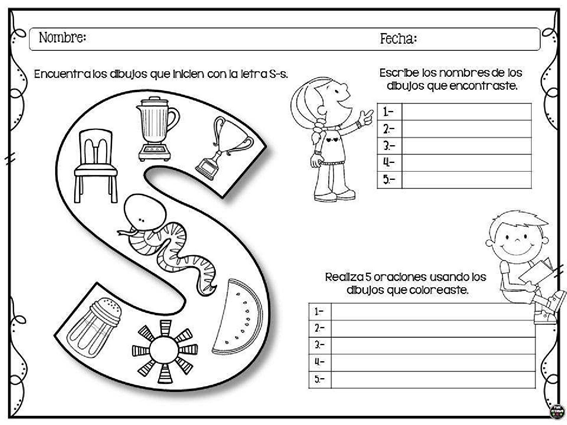 Nombre:
Fecha:
Encuentra los dibujos que inicien con la letra S-s.
Escribe los nombres de los
dibujos que encontraste.
1.-
2.-
3.-
4.-
5.-
Realiza 5 oraciones usando los
dibujos que coloreaste.
1.-
2.-
3.-
4.-
5.-